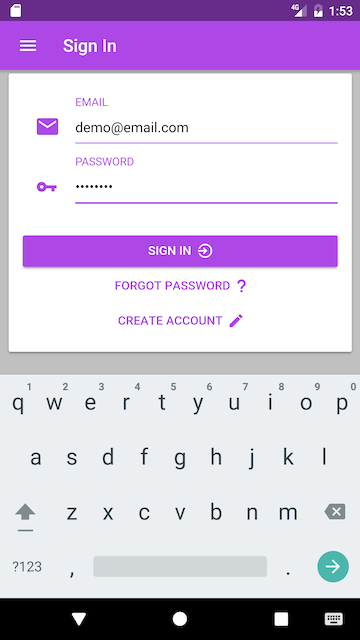 4G 1:53
Sign In
EMAIL
demo@email.com
PASSWORD
••••••••
SIGN IN
FORGOT PASSWORD ?
CREATE ACCOUNT
1 2 3 4 5 6 7 8 9 0
q w e r t y u i o p
a s d f g h j k l
z x c v b n m
?123 , .